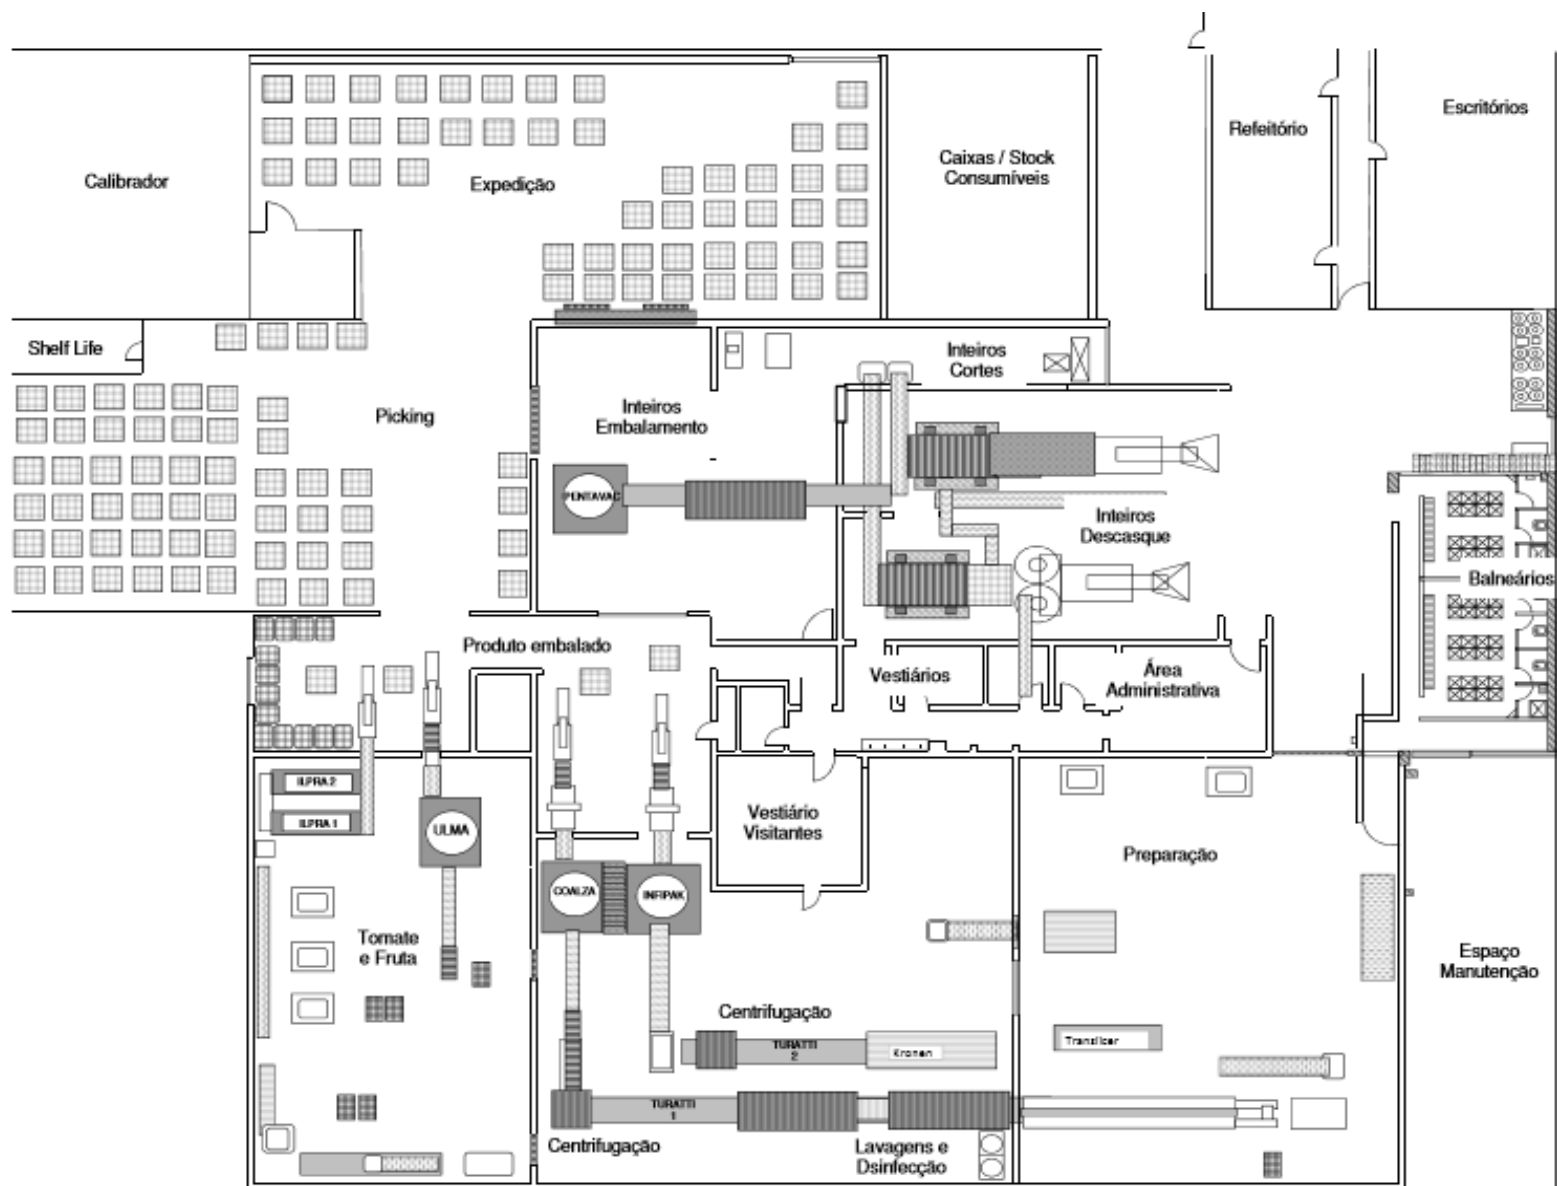 Escritórios
Refeitório
Caixas / Stock
Consumíveis
Calibrador
Expedição
Shelf Life
Inteiros
Cortes
Picking
Inteiros
Embalamento
PENTAVAC
Inteiros
Descasque
Balneários
Produto embalado
Vestiários
Área
Administrativa
ILPRA 2
ILPRA 1
ULMA
Vestiário
Visitantes
Preparação
COALZA
INFIPAK
Tomate
e Fruta
Espaço
Manutenção
Centrifugação
TURATTI
2
Kronen
Translicer
TURATTI
1
Centrifugação
Lavagens e
Dsinfecção